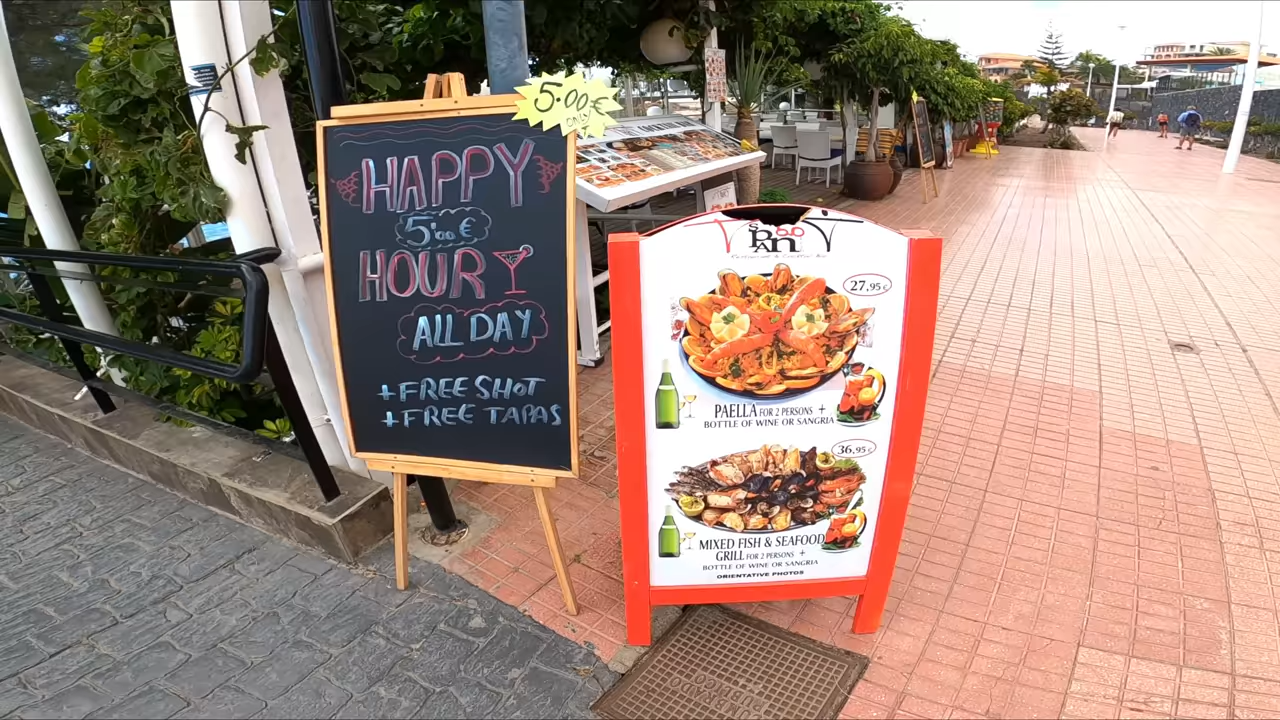 5.00€
ONLY
HAPPY
5'00 €
HOUR
ALL DAY
+FREE SHOT
+FREE TAPAS
27,95 €
PAELLA FOR 2 PERSONS +
BOTTLE OF WINE OR SANGRIA
36,95 €
MIXED FISH & SEAFOOD
GRILL FOR 2 PERSONS +
BOTTLE OF WINE OR SANGRIA
ORIENTATIVE PHOTOS